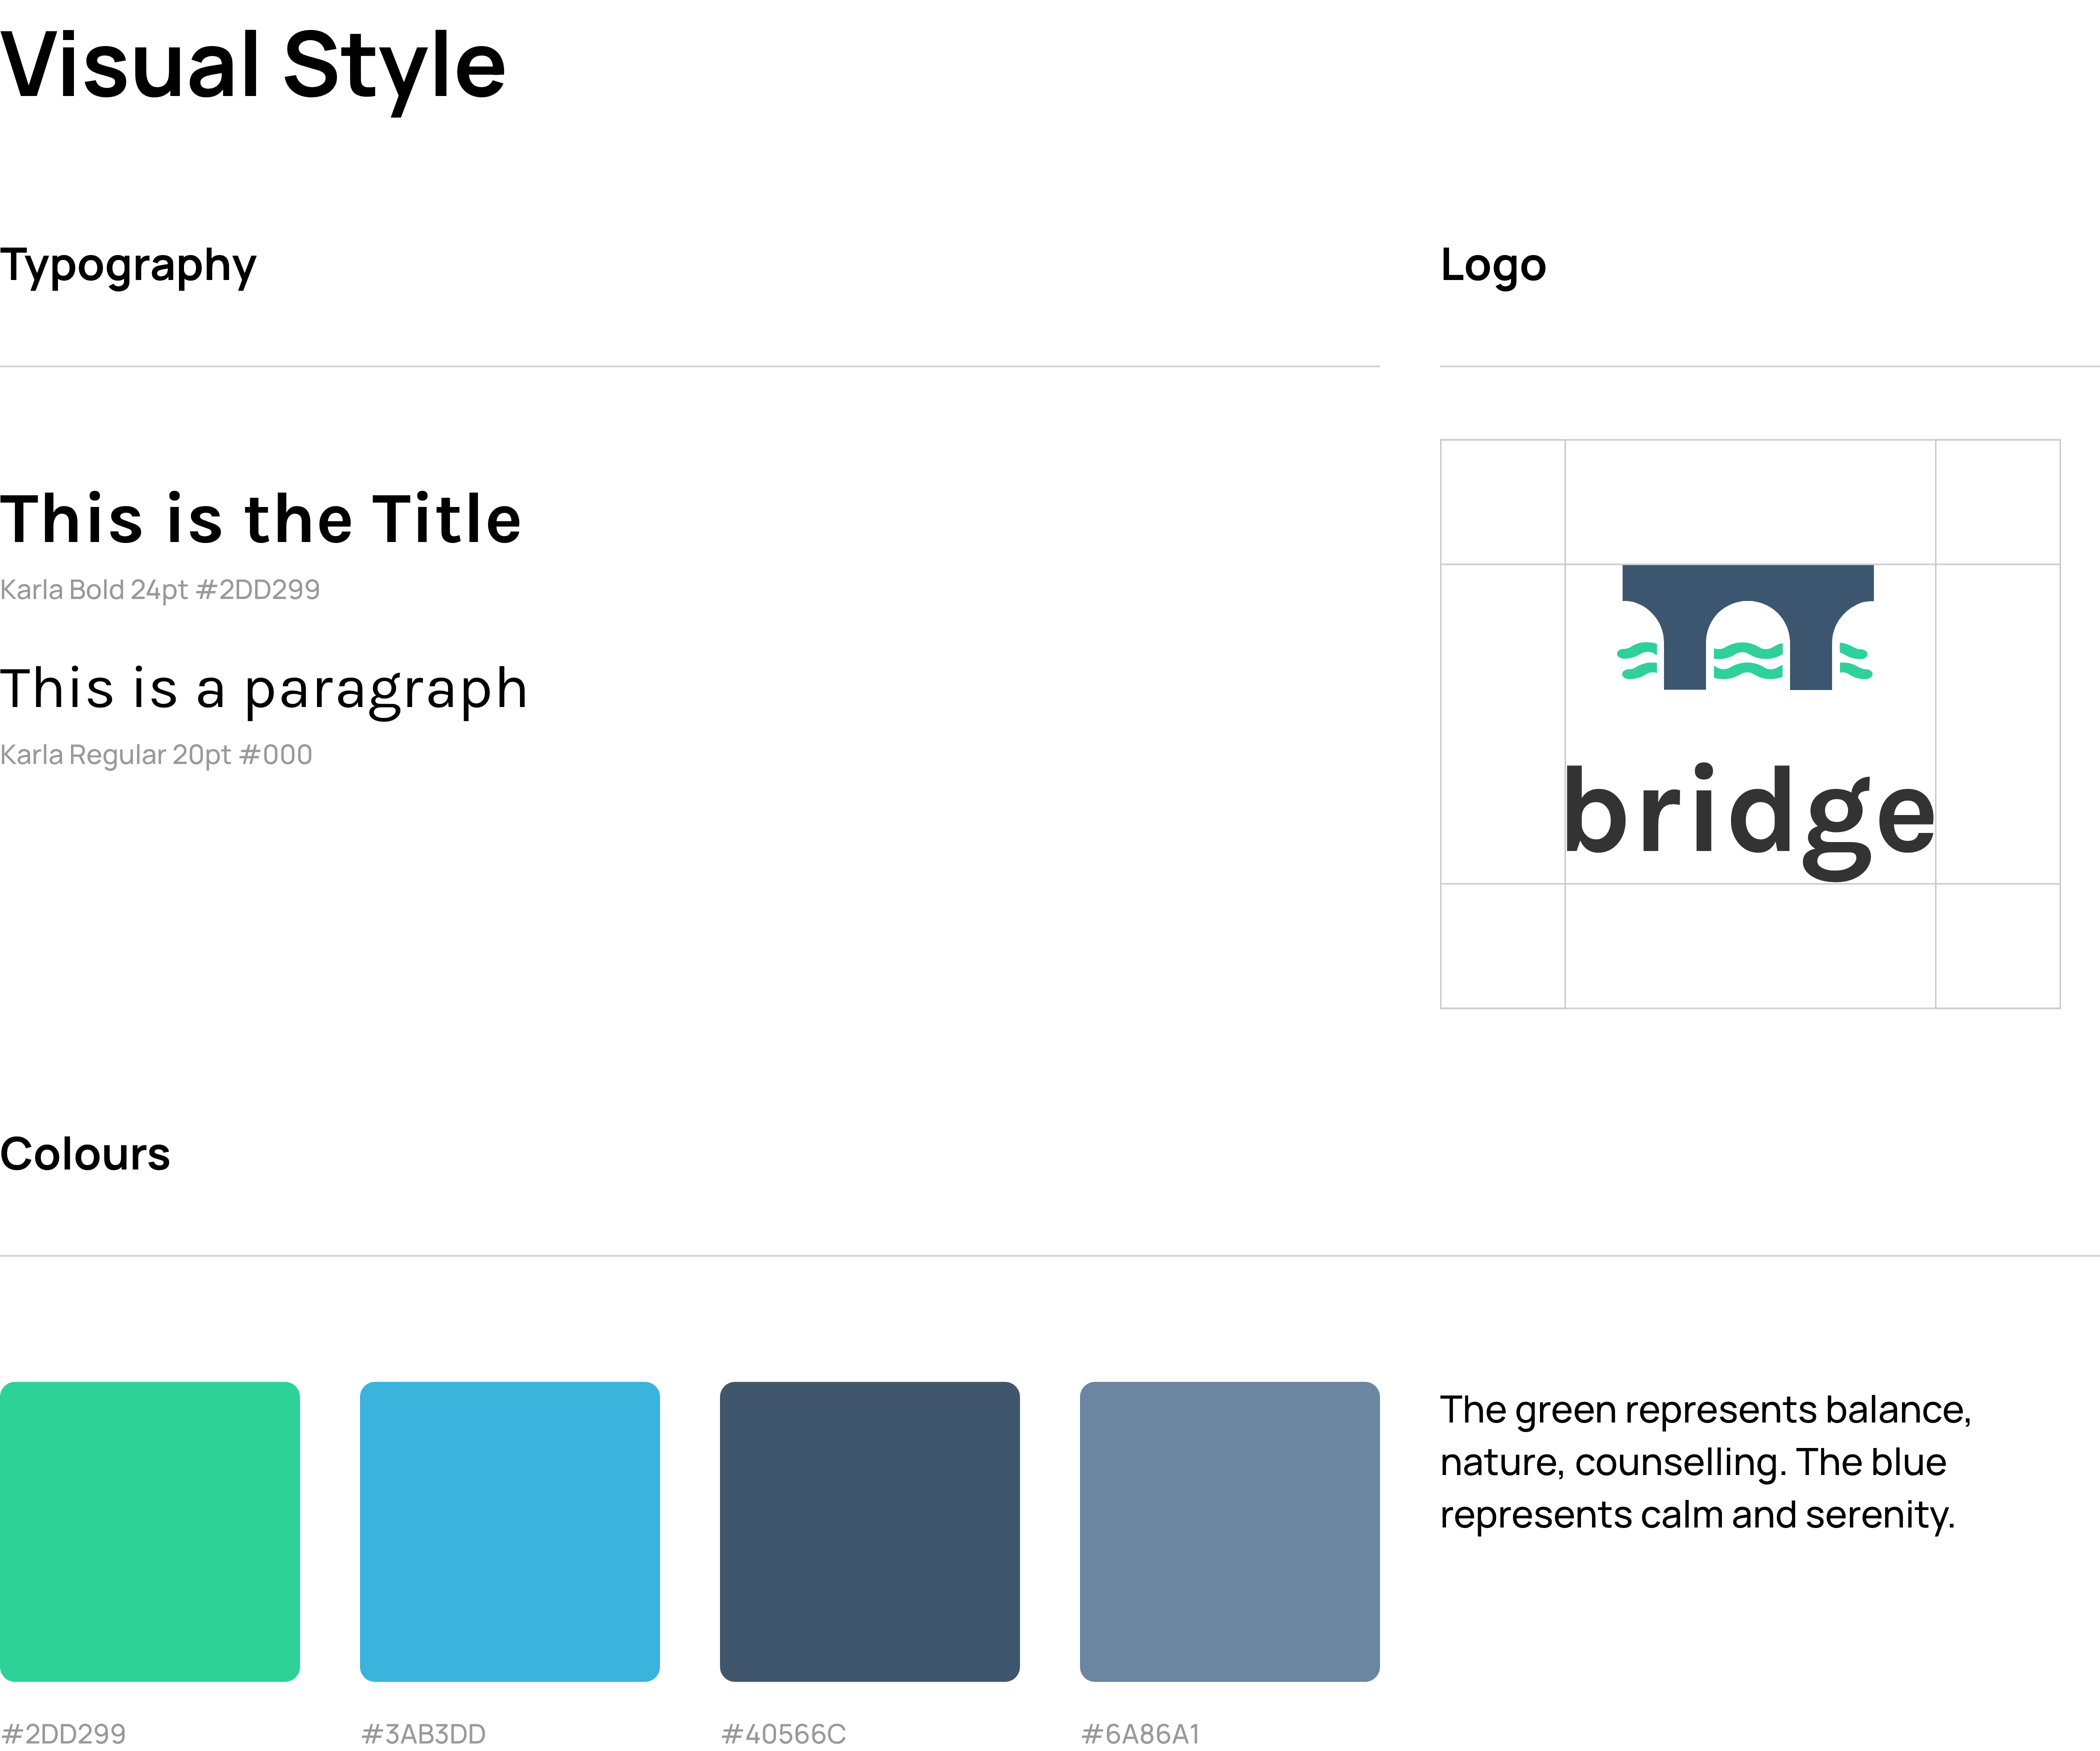 Visual Style
Typography
Logo
This is the Title
Karla Bold 24pt #2DD299
This is a paragraph
Karla Regular 20pt #000
bridge
Colours
The green represents balance,
nature, counselling. The blue
represents calm and serenity.
#2DD299
#3AB3DD
#40566C
#6A86A1